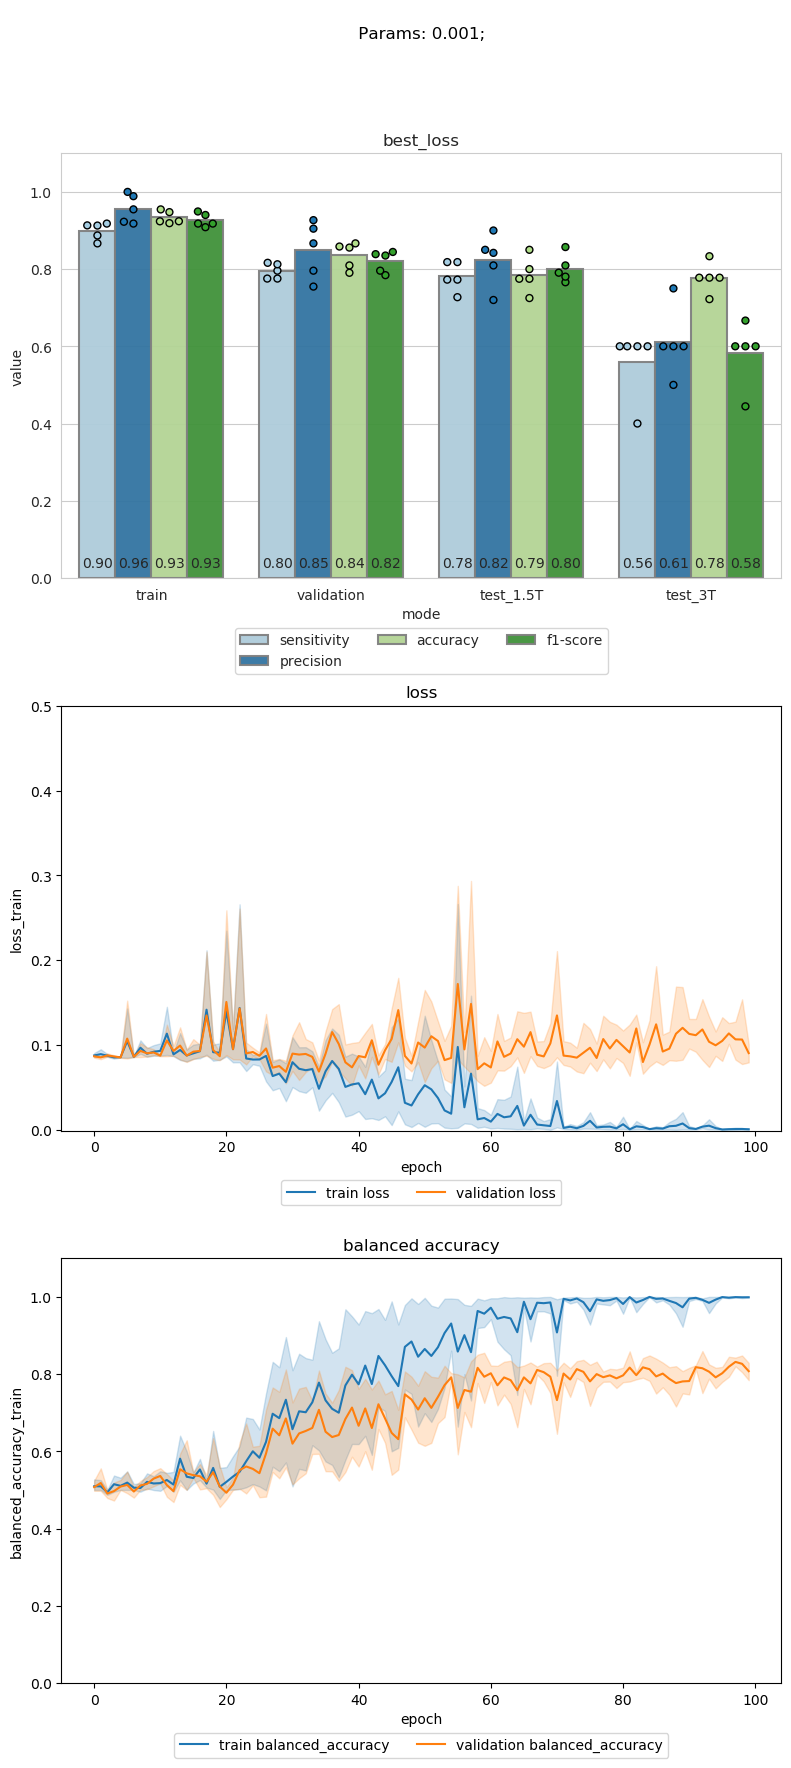 Params: 0.001;
best_loss
1.0
0.8
0.6
0.4
0.2
0.0
value
0.90 0.96 0.93 0.93 0.80 0.85 0.84 0.82 0.78 0.82 0.79 0.80 0.56 0.61 0.78 0.58
train validation test_1.5T test_3T
mode
sensitivity accuracy f1-score
precision
loss
0.5
0.4
0.3
0.2
0.1
0.0
loss_train
0 20 40 60 80 100
epoch
train loss validation loss
balanced accuracy
1.0
0.8
0.6
0.4
0.2
0.0
balanced_accuracy_train
0 20 40 60 80 100
epoch
train balanced_accuracy validation balanced_accuracy